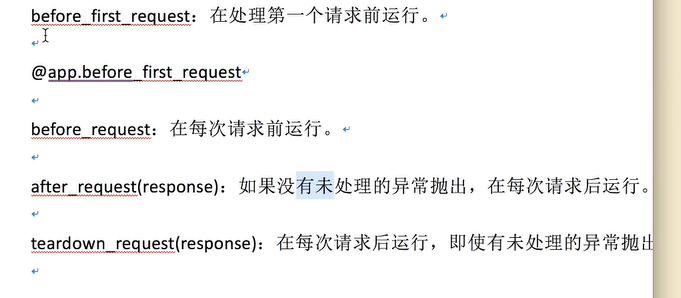 before_first_request：在处理第一个请求前运行。
@app.before_first_request
before_request：在每次请求前运行。
after_request(response)：如果没有未处理的异常抛出，在每次请求后运行。
teardown_request(response)：在每次请求后运行，即使有未处理的异常抛出